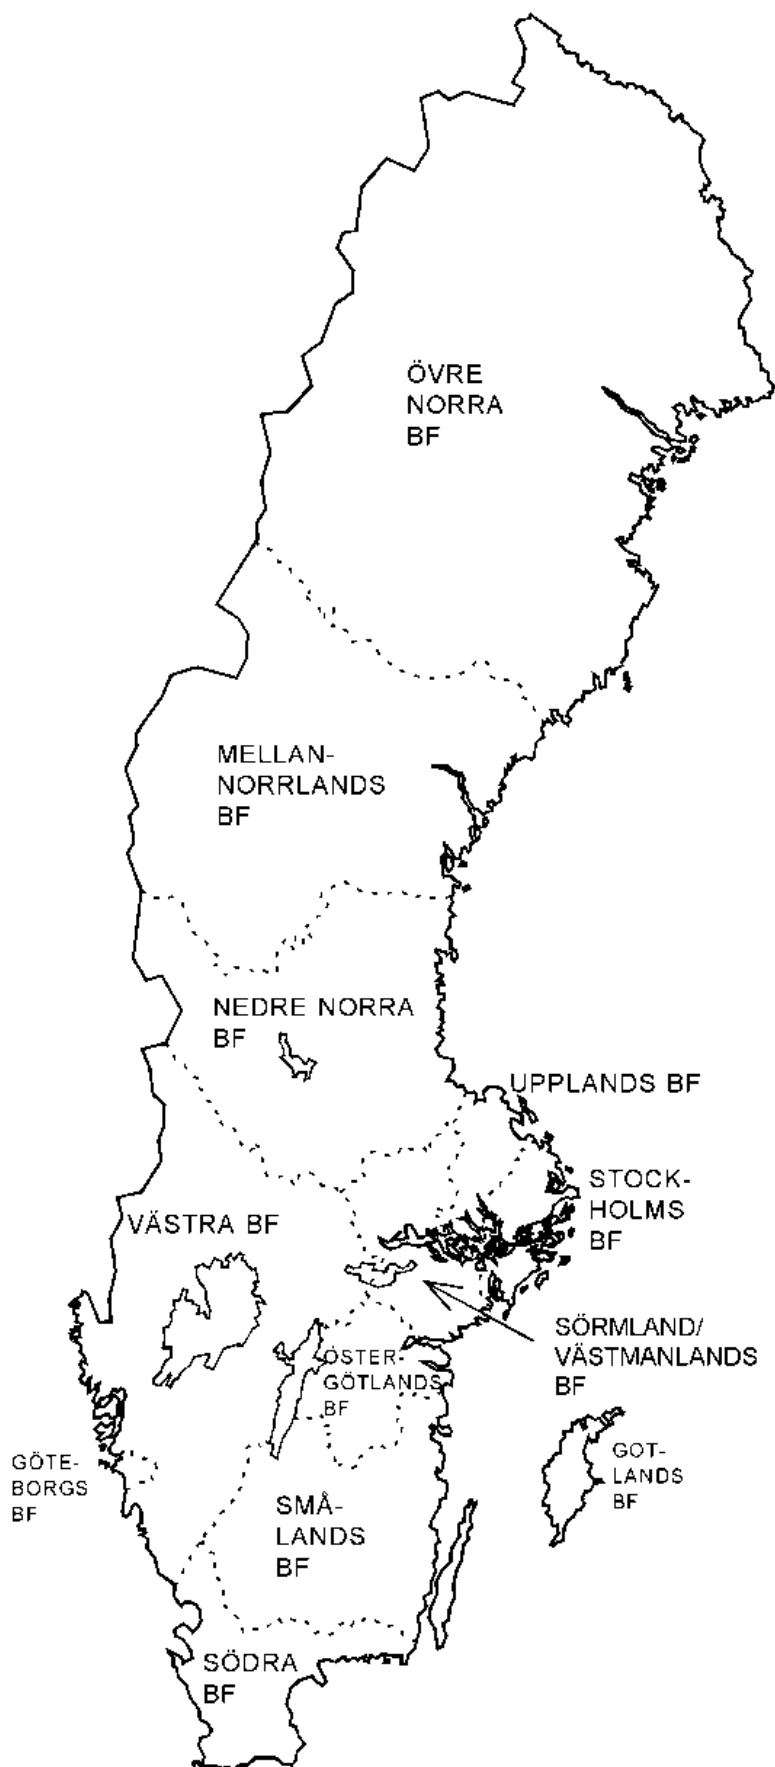 ÖVRE
NORRA
BF
MELLAN-
NORRLANDS
BF
NEDRE NORRA
BF
UPPLANDS BF
STOCK-
HOLMS
BF
VÄSTRA BF
SÖRMLAND/
VÄSTMANLANDS
BF
ÖSTER-
GÖTLANDS
BF
GÖTE-
BORGS
BF
GOT-
LANDS
BF
SMÅ-
LANDS
BF
SÖDRA
BF